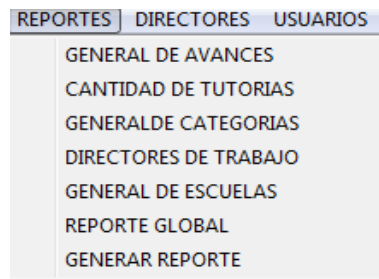 REPORTES DIRECTORES USUARIOS
GENERAL DE AVANCES
CANTIDAD DE TUTORIAS
GENERALDE CATEGORIAS
DIRECTORES DE TRABAJO
GENERAL DE ESCUELAS
REPORTE GLOBAL
GENERAR REPORTE